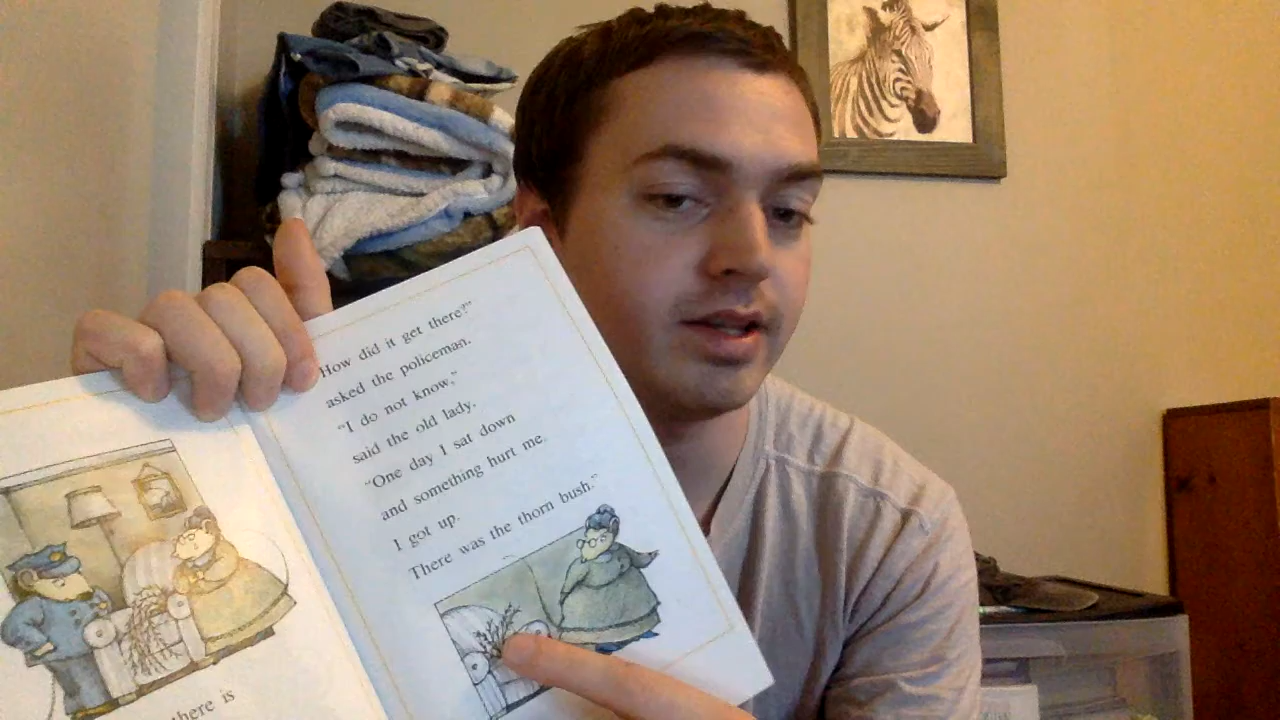 there is
"How did it get there?"
asked the policeman.
"I do not know,"
said the old lady.
"One day I sat down
and something hurt me.
I got up.
There was the thorn bush."